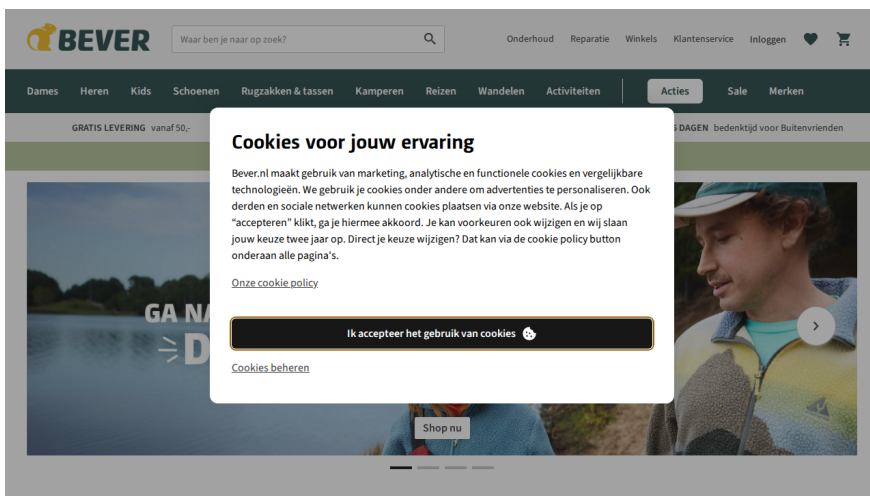 BEVER
Waar ben je naar op zoek?
Onderhoud Reparatie Winkels Klantenservice Inloggen
Dames Heren Kids Schoenen Rugzakken & tassen Kamperen Reizen Wandelen Activiteiten Acties Sale Merken
GRATIS LEVERING vanaf 50,-
DAGEN bedenktijd voor Buitenvrienden
Cookies voor jouw ervaring
Bever.nl maakt gebruik van marketing, analytische en functionele cookies en vergelijkbare
technologieën. We gebruik je cookies onder andere om advertenties te personaliseren. Ook
derden en sociale netwerken kunnen cookies plaatsen via onze website. Als je op
“accepteren” klikt, ga je hiermee akkoord. Je kan voorkeuren ook wijzigen en wij slaan
jouw keuze twee jaar op. Direct je keuze wijzigen? Dat kan via de cookie policy button
onderaan alle pagina's.
Onze cookie policy
GA
Ik accepteer het gebruik van cookies
Cookies beheren
Shop nu